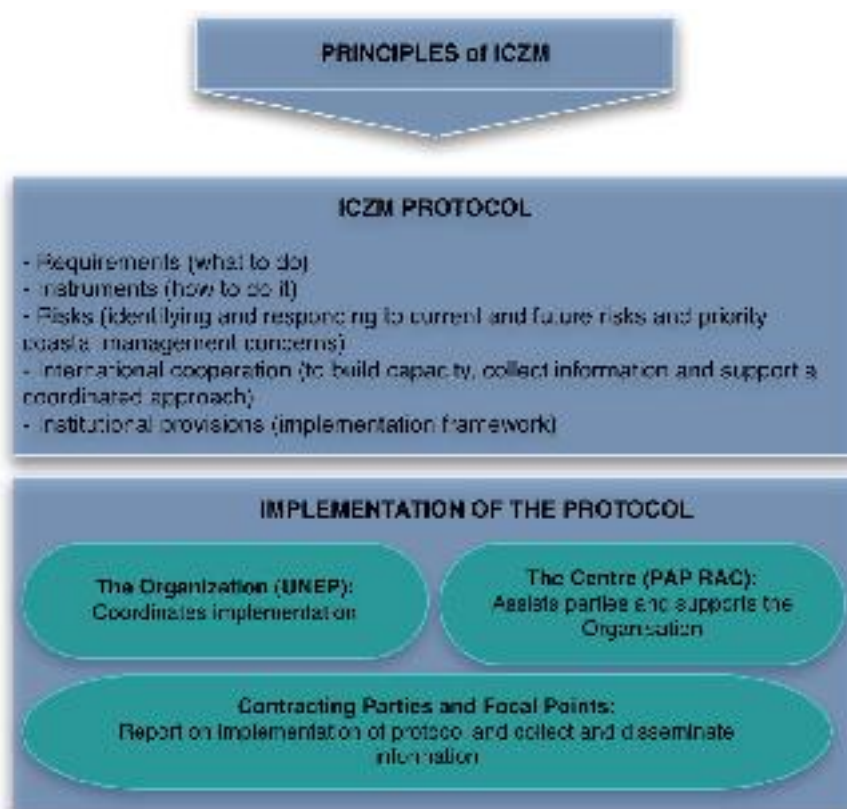 PRINCIPLES of ICZM
ICZM PROTOCOL
- Requirements (what to do)
- Instruments (how to do it)
- Risks (identifying and responding to current and future risks and priority
coastal management concerns)
- International cooperation (to build capacity, collect information and support a
coordinated approach)
- Institutional provisions (implementation framework)
IMPLEMENTATION OF THE PROTOCOL
The Organization (UNEP):
Coordinates implementation
The Centre (PAP RAC):
Assists parties and supports the
Organisation
Contracting Parties and Focal Points:
Report on implementation of protocol and collect and disseminate
information